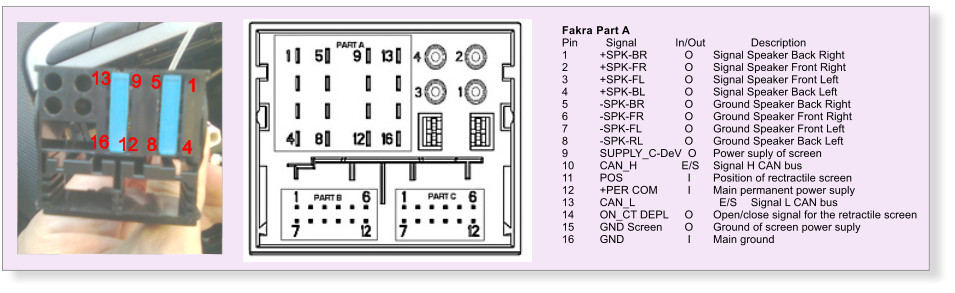 13 9 5 1
16 12 8 4
PART A
1 5 9 13 4 2
3 1
4 8 12 16
1 PART B 6
7 12
1 PART C 6
7 12
Fakra Part A
Pin Signal In/Out Description
1 +SPK-BR O Signal Speaker Back Right
2 +SPK-FR O Signal Speaker Front Right
3 +SPK-FL O Signal Speaker Front Left
4 +SPK-BL O Signal Speaker Back Left
5 -SPK-BR O Ground Speaker Back Right
6 -SPK-FR O Ground Speaker Front Right
7 -SPK-FL O Ground Speaker Front Left
8 -SPK-RL O Ground Speaker Back Left
9 SUPPLY_C-DeV O Power suply of screen
10 CAN_H E/S Signal H CAN bus
11 POS I Position of rectractile screen
12 +PER COM I Main permanent power suply
13 CAN_L E/S Signal L CAN bus
14 ON_CT DEPL O Open/close signal for the retractile screen
15 GND Screen O Ground of screen power suply
16 GND I Main ground